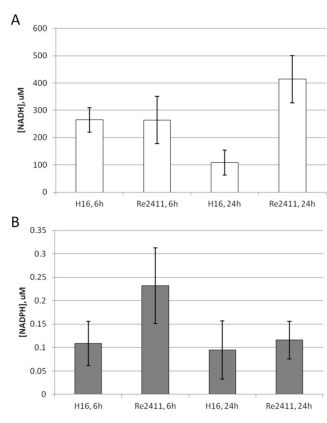 A
600
500
400
300
200
100
0
[NADH], uM
H16, 6h Re2411, 6h H16, 24h Re2411, 24h
B
0.35
0.3
0.25
0.2
0.15
0.1
0.05
0
[NADPH], uM
H16, 6h Re2411, 6h H16, 24h Re2411, 24h